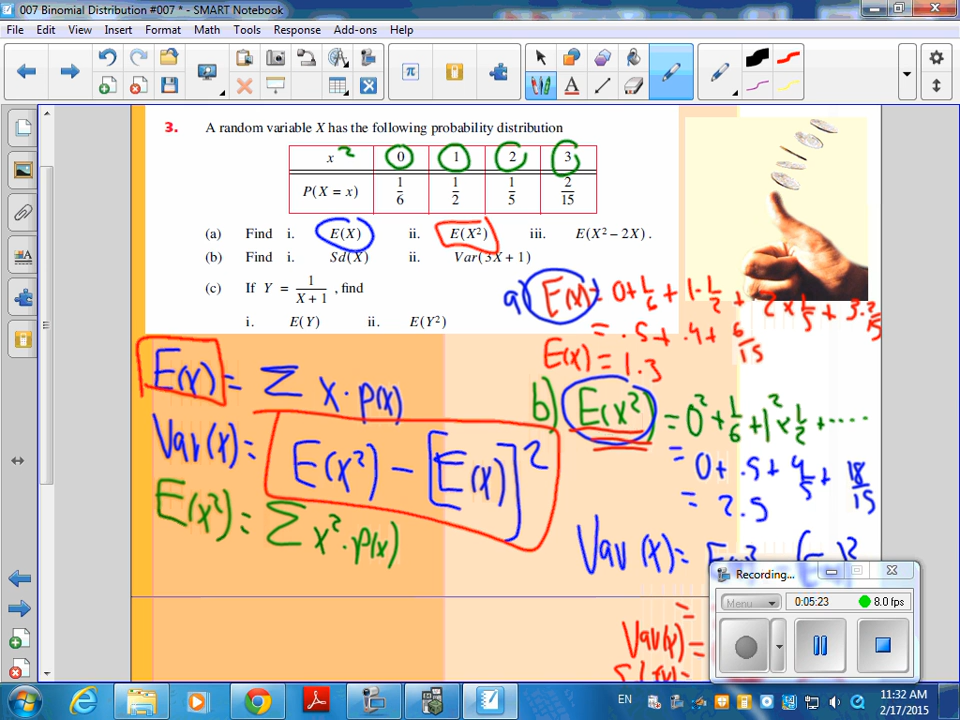 007 Binomial Distribution #007 * - SMART Notebook
File Edit View Insert Format Math Tools Response Add-ons Help
3. A random variable X has the following probability distribution
x 2 0 1 2 3
P(X = x) 1/6 1/2 1/5 2/15
(a) Find i. E(X) ii. E(X²) iii. E(X² − 2X) .
(b) Find i. Sd(X) ii. Var(3X + 1)
(c) If Y = 1/(X + 1) , find
i. E(Y) ii. E(Y²)
a) E(x) = 0 + 1/6 + 1·1/2 + 2 × 1/5 + 3·2/15
= .5 + .4 + 6/15
E(x) = 1.3
E(x) = Σ x · p(x)
Var(x) = E(x²) − [E(x)]²
E(x²) = Σ x² · p(x)
b) E(x²) = 0² + 1/6 + 1² × 1/2 + ....
= 0 + .5 + 4/5 + 18/15
= 2.5
Var(x) =
=
Var(x) =
Recording...
Menu 0:05:23 8.0 fps
EN 11:32 AM
2/17/2015